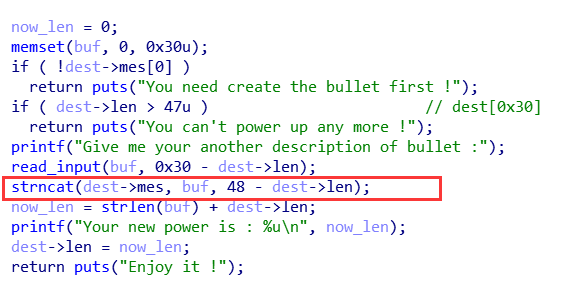 now_len = 0;
memset(buf, 0, 0x30u);
if ( !dest->mes[0] )
return puts("You need create the bullet first !");
if ( dest->len > 47u ) // dest[0x30]
return puts("You can't power up any more !");
printf("Give me your another description of bullet :");
read_input(buf, 0x30 - dest->len);
strncat(dest->mes, buf, 48 - dest->len);
now_len = strlen(buf) + dest->len;
printf("Your new power is : %u\n", now_len);
dest->len = now_len;
return puts("Enjoy it !");